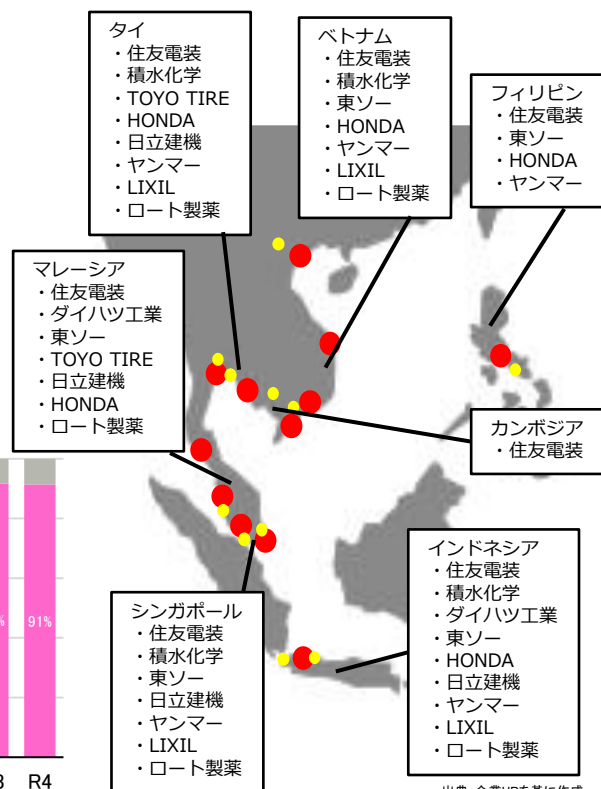 タイ
・住友電装
・積水化学
・TOYO TIRE
・HONDA
・日立建機
・ヤンマー
・LIXIL
・ロート製薬
ベトナム
・住友電装
・積水化学
・東ソー
・HONDA
・ヤンマー
・LIXIL
・ロート製薬
フィリピン
・住友電装
・東ソー
・HONDA
・ヤンマー
マレーシア
・住友電装
・ダイハツ工業
・東ソー
・TOYO TIRE
・日立建機
・HONDA
・ロート製薬
カンボジア
・住友電装
インドネシア
・住友電装
・積水化学
・ダイハツ工業
・東ソー
・HONDA
・日立建機
・ヤンマー
・LIXIL
・ロート製薬
シンガポール
・住友電装
・積水化学
・東ソー
・日立建機
・ヤンマー
・LIXIL
・ロート製薬
%
91%
3
R4